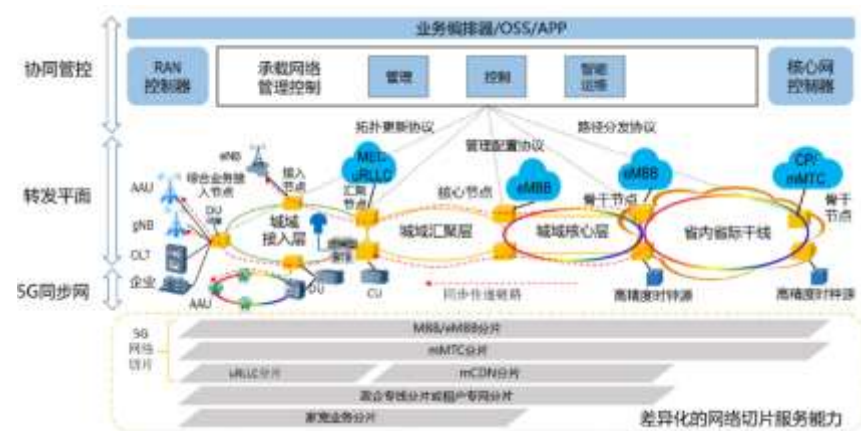 业务编排器/OSS/APP
协同管控
RAN
控制器
承载网络
管理控制
管理
控制
智能
运维
核心网
控制器
拓扑更新协议
管理配置协议
路径分发协议
转发平面
eNB
综合业务接
入节点
接入
节点
MEC
uRLLC
汇聚
节点
核心节点
eMBB
骨干节点
eMBB
CP/
mMTC
骨干
节点
AAU
gNB
OLT
企业
DU
城域
接入层
城域汇聚层
城域核心层
省内省际干线
5G同步网
AAU
DU
CU
同步传递链路
高精度时钟源
高精度时钟源
5G
网络
切片
MBB/eMBB分片
mMTC分片
uRLLC分片
mCDN分片
政企专线分片或租户专网分片
家宽业务分片
差异化的网络切片服务能力